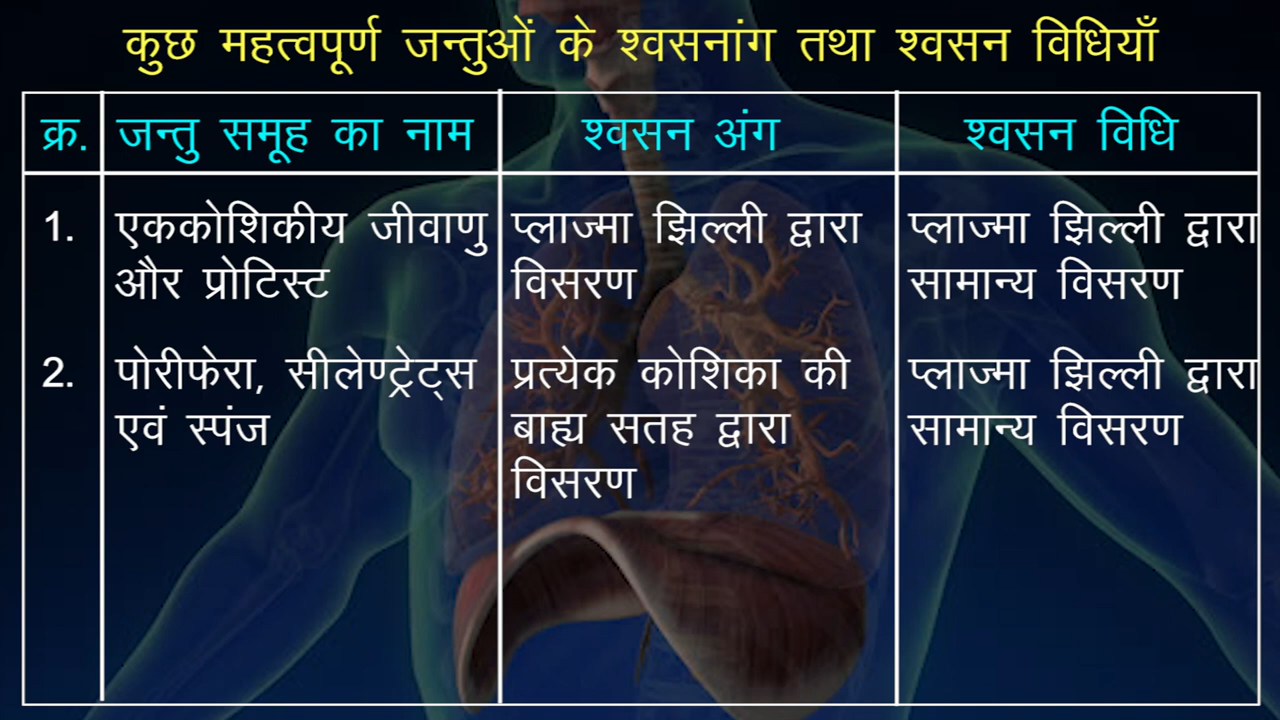 कुछ महत्वपूर्ण जन्तुओं के श्वसनांग तथा श्वसन विधियाँ
क्र. जन्तु समूह का नाम श्वसन अंग श्वसन विधि
1. एककोशिकीय जीवाणु प्लाज्मा झिल्ली द्वारा प्लाज्मा झिल्ली द्वारा
और प्रोटिस्ट विसरण सामान्य विसरण
2. पोरीफेरा, सीलेण्ट्रेट्स प्रत्येक कोशिका की प्लाज्मा झिल्ली द्वारा
एवं स्पंज बाह्य सतह द्वारा सामान्य विसरण
विसरण